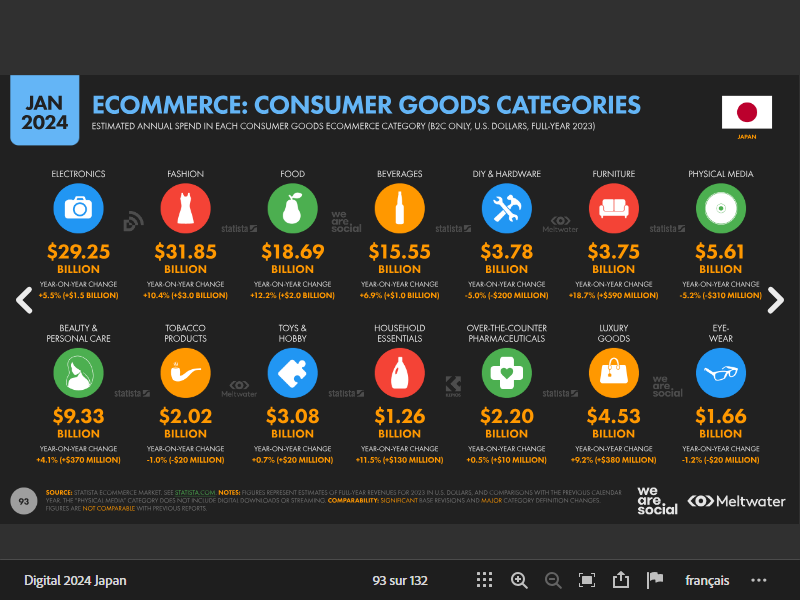 JAN
2024
ECOMMERCE: CONSUMER GOODS CATEGORIES
ESTIMATED ANNUAL SPEND IN EACH CONSUMER GOODS ECOMMERCE CATEGORY (B2C ONLY, U.S. DOLLARS, FULL-YEAR 2023)
JAPAN
ELECTRONICS FASHION FOOD BEVERAGES DIY & HARDWARE FURNITURE PHYSICAL MEDIA
statista we are. social statista Meltwater statista
$29.25 $31.85 $18.69 $15.55 $3.78 $3.75 $5.61
BILLION BILLION BILLION BILLION BILLION BILLION BILLION
YEAR-ON-YEAR CHANGE YEAR-ON-YEAR CHANGE YEAR-ON-YEAR CHANGE YEAR-ON-YEAR CHANGE YEAR-ON-YEAR CHANGE YEAR-ON-YEAR CHANGE YEAR-ON-YEAR CHANGE
+5.5% (+$1.5 BILLION) +10.4% (+$3.0 BILLION) +12.2% (+$2.0 BILLION) +6.9% (+$1.0 BILLION) -5.0% (-$200 MILLION) +18.7% (+$590 MILLION) -5.2% (-$310 MILLION)
BEAUTY & TOBACCO TOYS & HOUSEHOLD OVER-THE-COUNTER LUXURY EYE-
PERSONAL CARE PRODUCTS HOBBY ESSENTIALS PHARMACEUTICALS GOODS WEAR
statista Meltwater statista KEPIOS statista we are. social
$9.33 $2.02 $3.08 $1.26 $2.20 $4.53 $1.66
BILLION BILLION BILLION BILLION BILLION BILLION BILLION
YEAR-ON-YEAR CHANGE YEAR-ON-YEAR CHANGE YEAR-ON-YEAR CHANGE YEAR-ON-YEAR CHANGE YEAR-ON-YEAR CHANGE YEAR-ON-YEAR CHANGE YEAR-ON-YEAR CHANGE
+4.1% (+$370 MILLION) -1.0% (-$20 MILLION) +0.7% (+$20 MILLION) +11.5% (+$130 MILLION) +0.5% (+$10 MILLION) +9.2% (+$380 MILLION) -1.2% (-$20 MILLION)
93
SOURCE: STATISTA ECOMMERCE MARKET. SEE STATISTA.COM. NOTES: FIGURES REPRESENT ESTIMATES OF FULL-YEAR REVENUES FOR 2023 IN U.S. DOLLARS, AND COMPARISONS WITH THE PREVIOUS CALENDAR
YEAR. THE "PHYSICAL MEDIA" CATEGORY DOES NOT INCLUDE DIGITAL DOWNLOADS OR STREAMING. COMPARABILITY: SIGNIFICANT BASE REVISIONS AND MAJOR CATEGORY DEFINITION CHANGES.
FIGURES ARE NOT COMPARABLE WITH PREVIOUS REPORTS.
we
are.
social
Meltwater
Digital 2024 Japan 93 sur 132 français